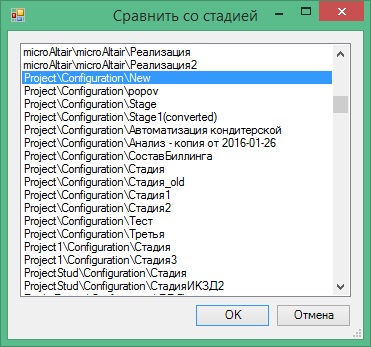 Сравнить со стадией
microAltair\microAltair\Реализация
microAltair\microAltair\Реализация2
Project\Configuration\New
Project\Configuration\popov
Project\Configuration\Stage
Project\Configuration\Stage1(converted)
Project\Configuration\Автоматизация кондитерской
Project\Configuration\Анализ - копия от 2016-01-26
Project\Configuration\СоставБиллинга
Project\Configuration\Стадия
Project\Configuration\Стадия_old
Project\Configuration\Стадия1
Project\Configuration\Стадия2
Project\Configuration\Тест
Project\Configuration\Третья
Project1\Configuration\Стадия
Project1\Configuration\Стадия3
ProjectStud\Configuration\Стадия
ProjectStud\Configuration\СтадияИКЗД2
OK
Отмена